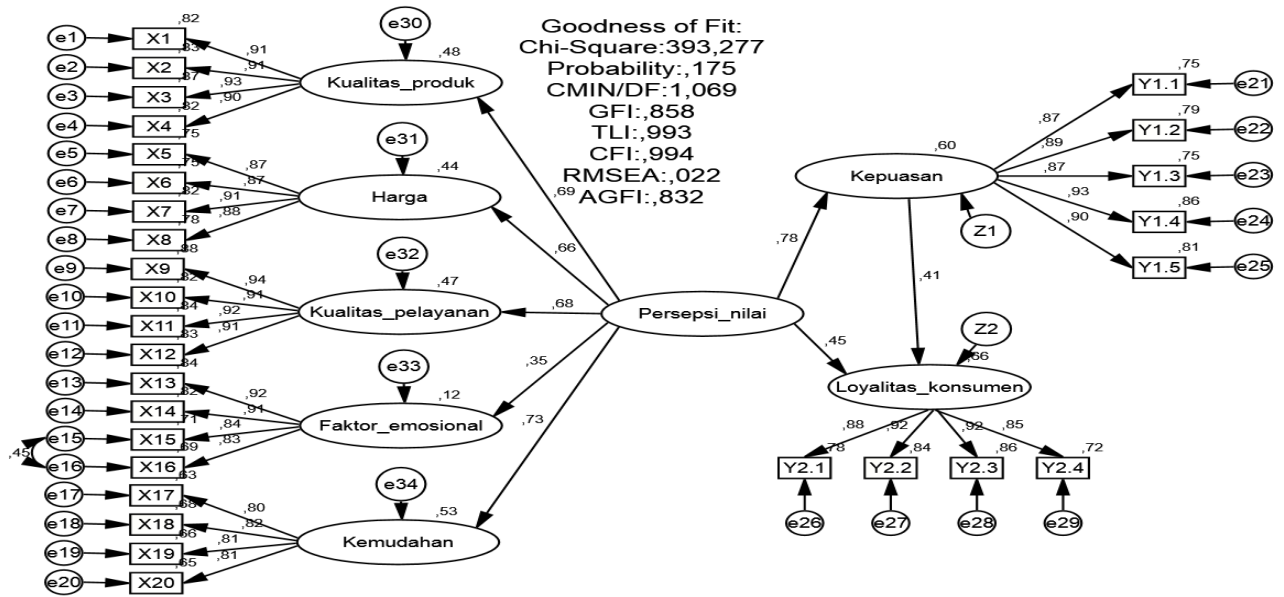 Goodness of Fit:
Chi-Square:393,277
Probability:,175
CMIN/DF:1,069
GFI:,858
TLI:,993
CFI:,994
RMSEA:,022
AGFI:,832
e30
,48
Kualitas_produk
e31
,44
Harga
e32
,47
Kualitas_pelayanan
e33
,12
Faktor_emosional
e34
,53
Kemudahan
e1 X1 ,82 ,91
e2 X2 ,83 ,91
e3 X3 ,87 ,93
e4 X4 ,82 ,90
e5 X5 ,75 ,87
e6 X6 ,75 ,87
e7 X7 ,82 ,91
e8 X8 ,78 ,88
e9 X9 ,88 ,94
e10 X10 ,82 ,91
e11 X11 ,84 ,92
e12 X12 ,83 ,91
e13 X13 ,84 ,92
e14 X14 ,82 ,91
e15 X15 ,71 ,84
e16 X16 ,69 ,83
,45
e17 X17 ,63 ,80
e18 X18 ,68 ,82
e19 X19 ,66 ,81
e20 X20 ,65 ,81
,69
,66
,68
,35
,73
Persepsi_nilai
,78
,45
,60
Kepuasan
Z1
,41
Z2
,66
Loyalitas_konsumen
,87 Y1.1 ,75 e21
,89 Y1.2 ,79 e22
,87 Y1.3 ,75 e23
,93 Y1.4 ,86 e24
,90 Y1.5 ,81 e25
,88 ,92 ,92 ,85
Y2.1 ,78 Y2.2 ,84 Y2.3 ,86 Y2.4 ,72
e26 e27 e28 e29